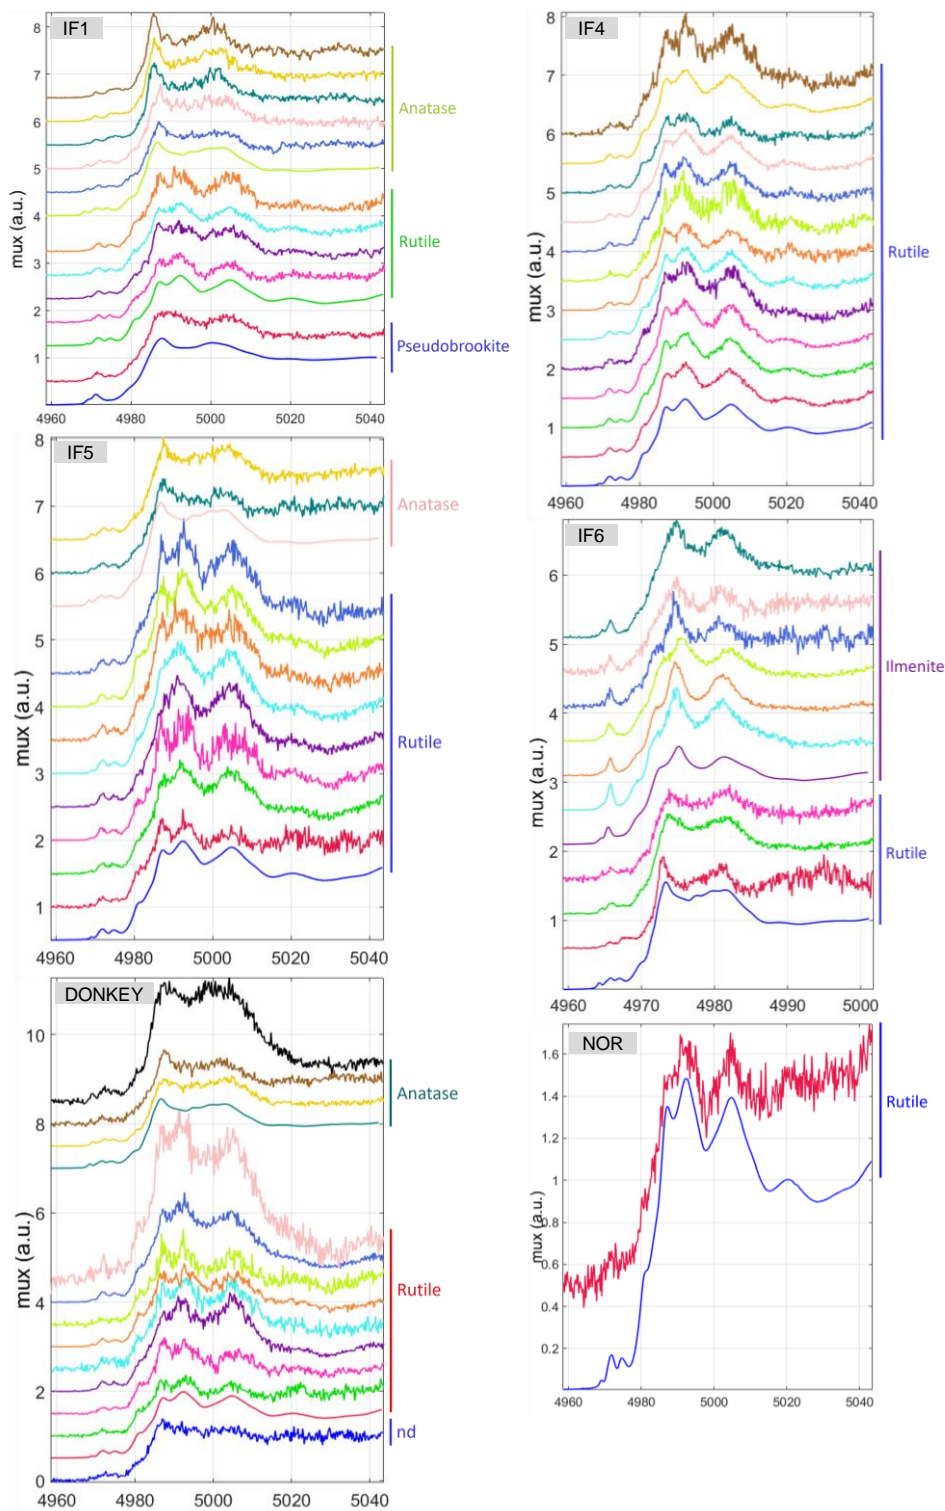 IF1
8
7
6
5
4
3
2
1
mux (a.u.)
4960 4980 5000 5020 5040
Anatase
Rutile
Pseudobrookite
IF4
8
7
6
5
4
3
2
1
mux (a.u.)
4960 4980 5000 5020 5040
Rutile
IF5
8
7
6
5
4
3
2
1
mux (a.u.)
4960 4980 5000 5020 5040
Anatase
Rutile
IF6
6
5
4
3
2
1
mux (a.u.)
4960 4970 4980 4990 5000
Ilmenite
Rutile
DONKEY
10
8
6
4
2
0
mux (a.u.)
4960 4980 5000 5020 5040
Anatase
Rutile
nd
NOR
1.6
1.4
1.2
1
0.8
0.6
0.4
0.2
mux (a.u.)
4960 4980 5000 5020 5040
Rutile